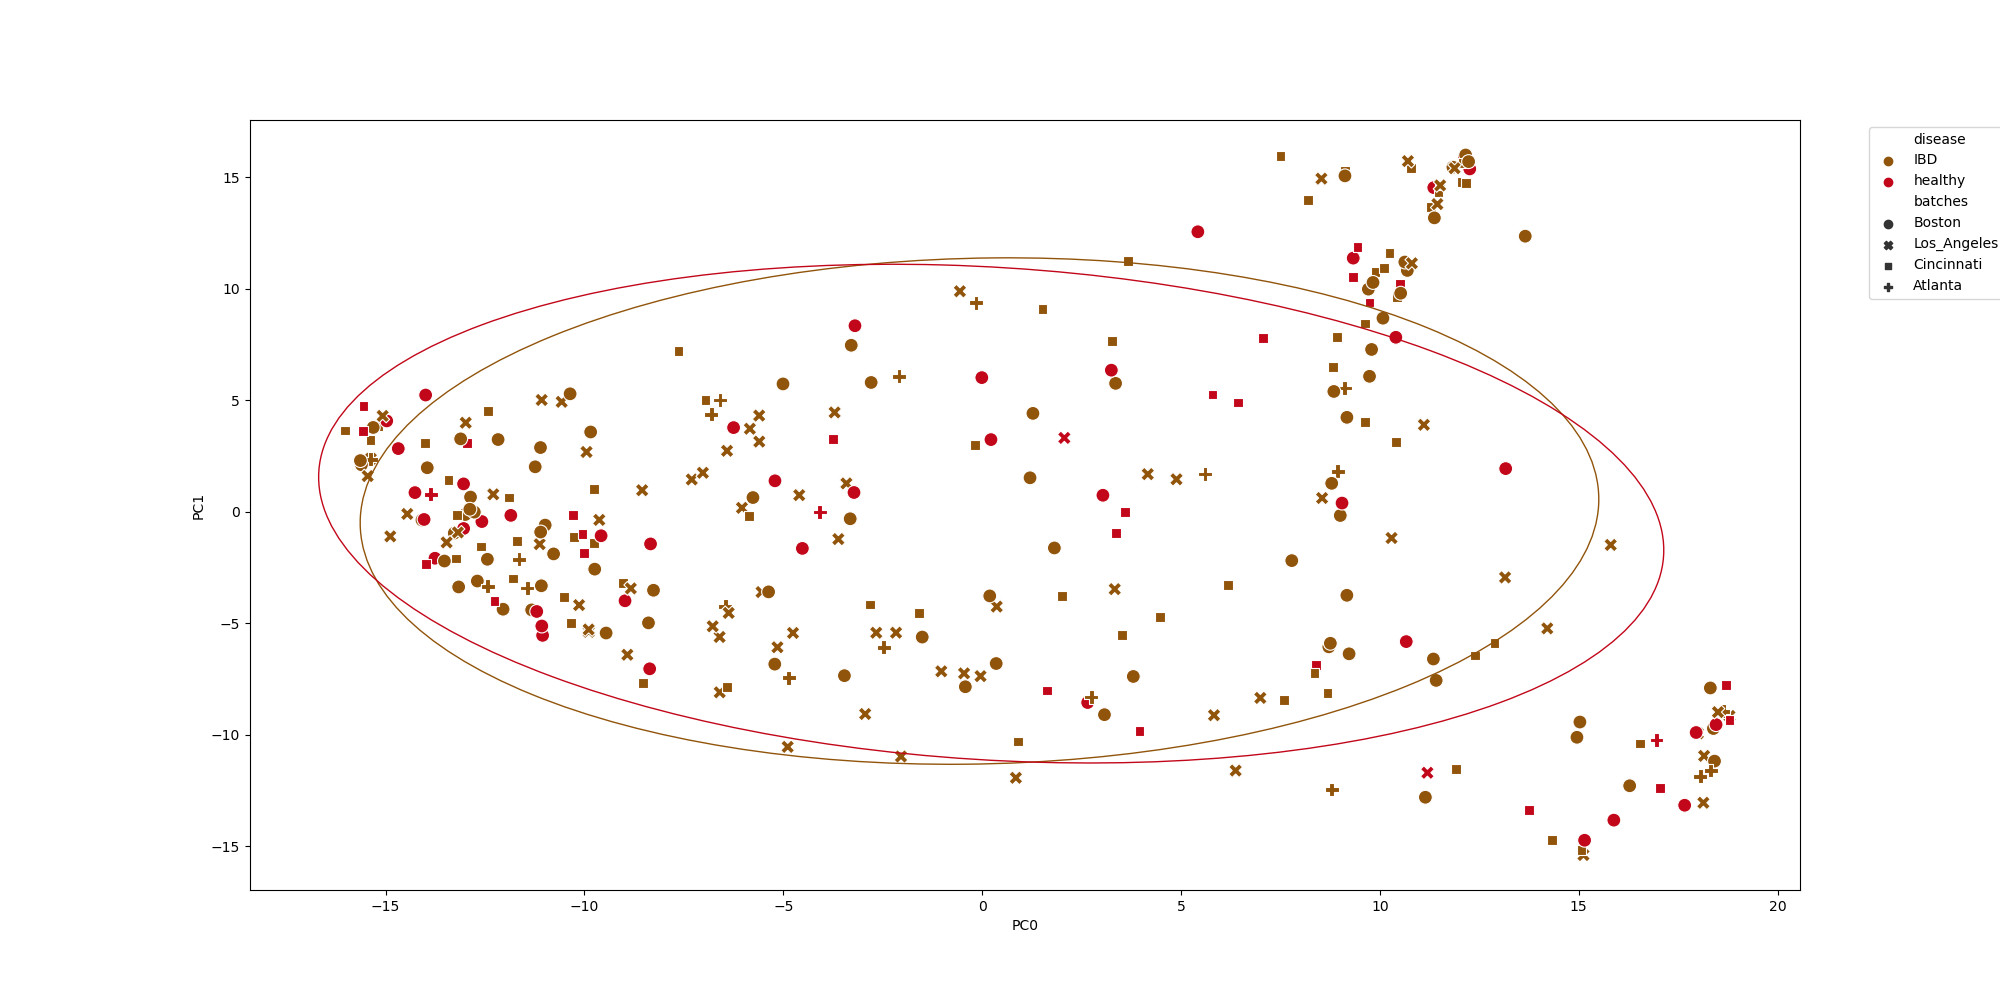 disease
IBD
healthy
batches
Boston
Los_Angeles
Cincinnati
Atlanta
15
10
5
0
−5
−10
−15
PC1
−15 −10 −5 0 5 10 15 20
PC0